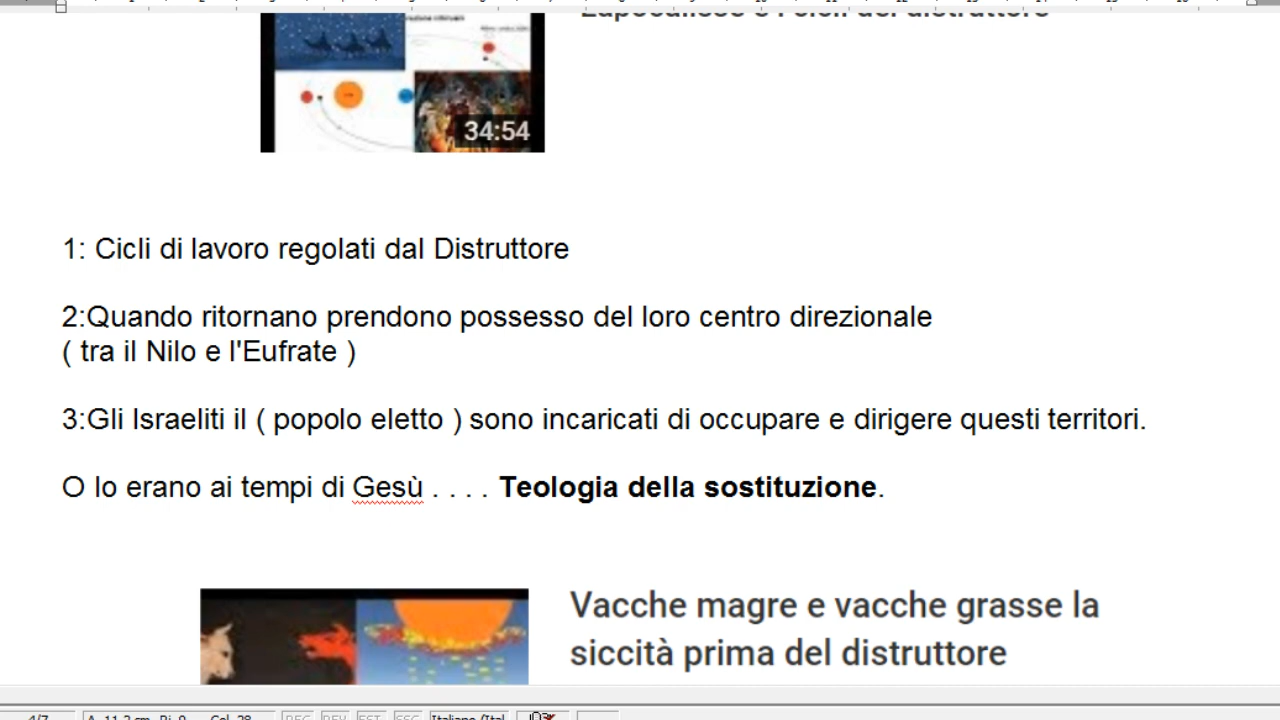 34:54
1: Cicli di lavoro regolati dal Distruttore
2:Quando ritornano prendono possesso del loro centro direzionale
( tra il Nilo e l'Eufrate )
3:Gli Israeliti il ( popolo eletto ) sono incaricati di occupare e dirigere questi territori.
O lo erano ai tempi di Gesù . . . . Teologia della sostituzione.
Vacche magre e vacche grasse la
siccità prima del distruttore